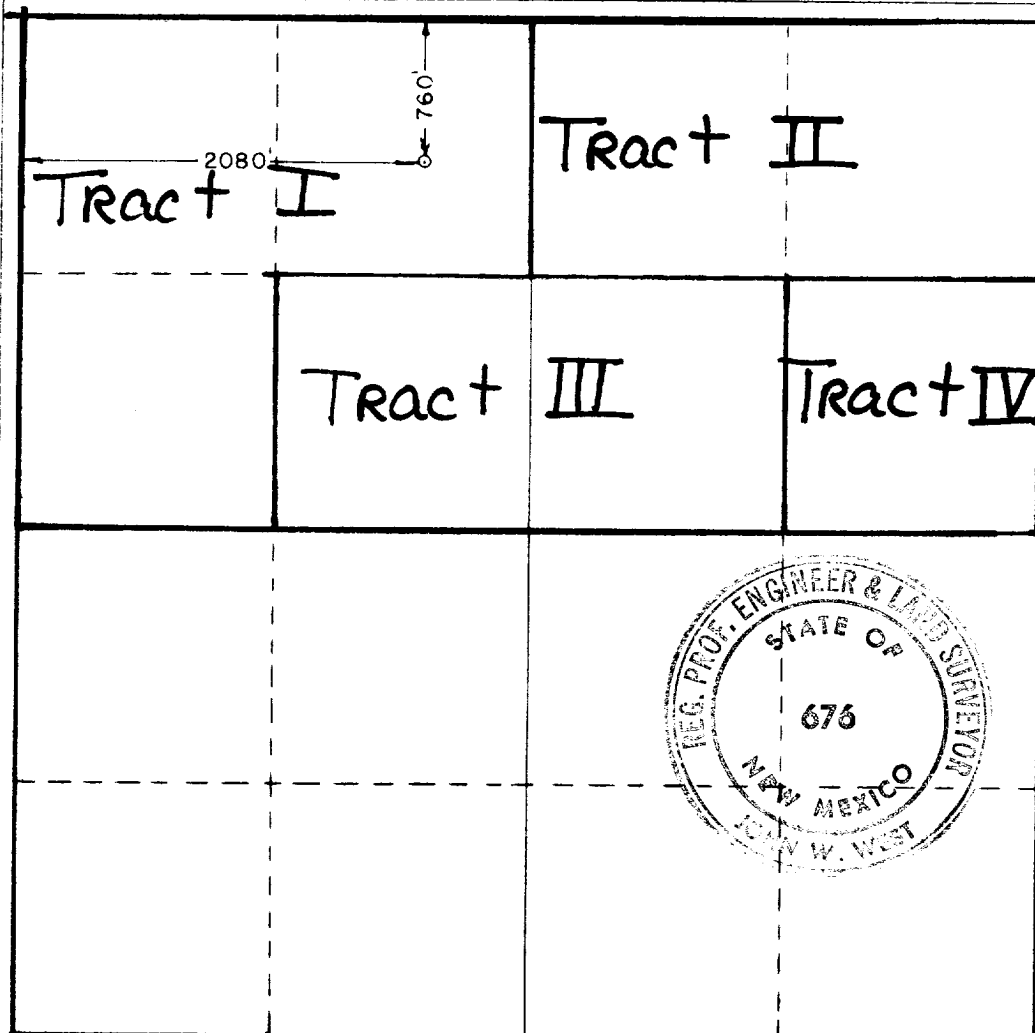 760'
2080'
Tract I
Tract II
Tract III
Tract IV
REG. PROF. ENGINEER & LAND SURVEYOR
STATE OF
676
NEW MEXICO
JOHN W. WEST